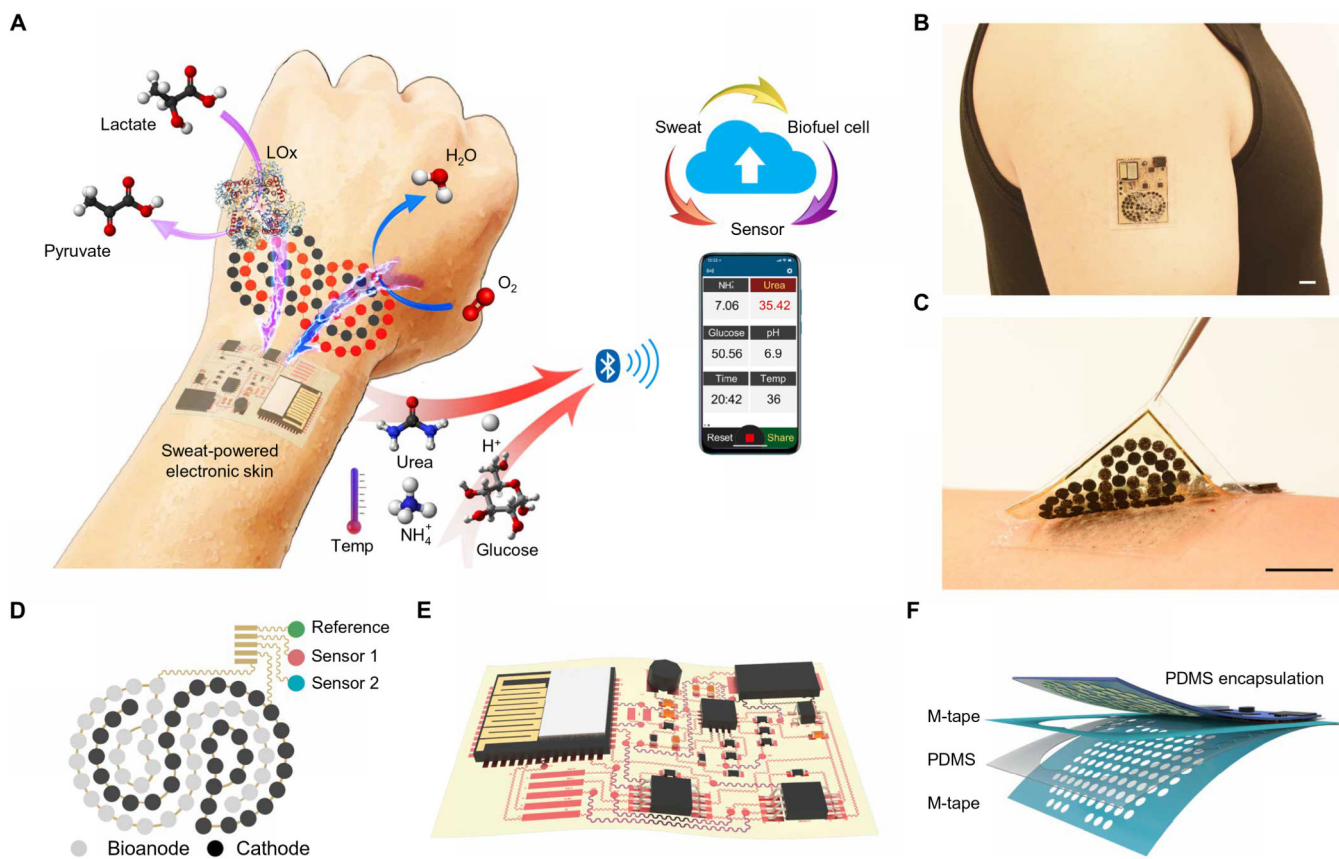 A
Lactate
LOx
H₂O
Pyruvate
O₂
Sweat-powered
electronic skin
Urea
H⁺
Temp
NH₄⁺
Glucose
Sweat
Biofuel cell
Sensor
NH₄⁺ Urea
7.06 35.42
Glucose pH
50.56 6.9
Time Temp
20:42 36
Reset Share
B
C
D
Reference
Sensor 1
Sensor 2
Bioanode Cathode
E
F
PDMS encapsulation
M-tape
PDMS
M-tape